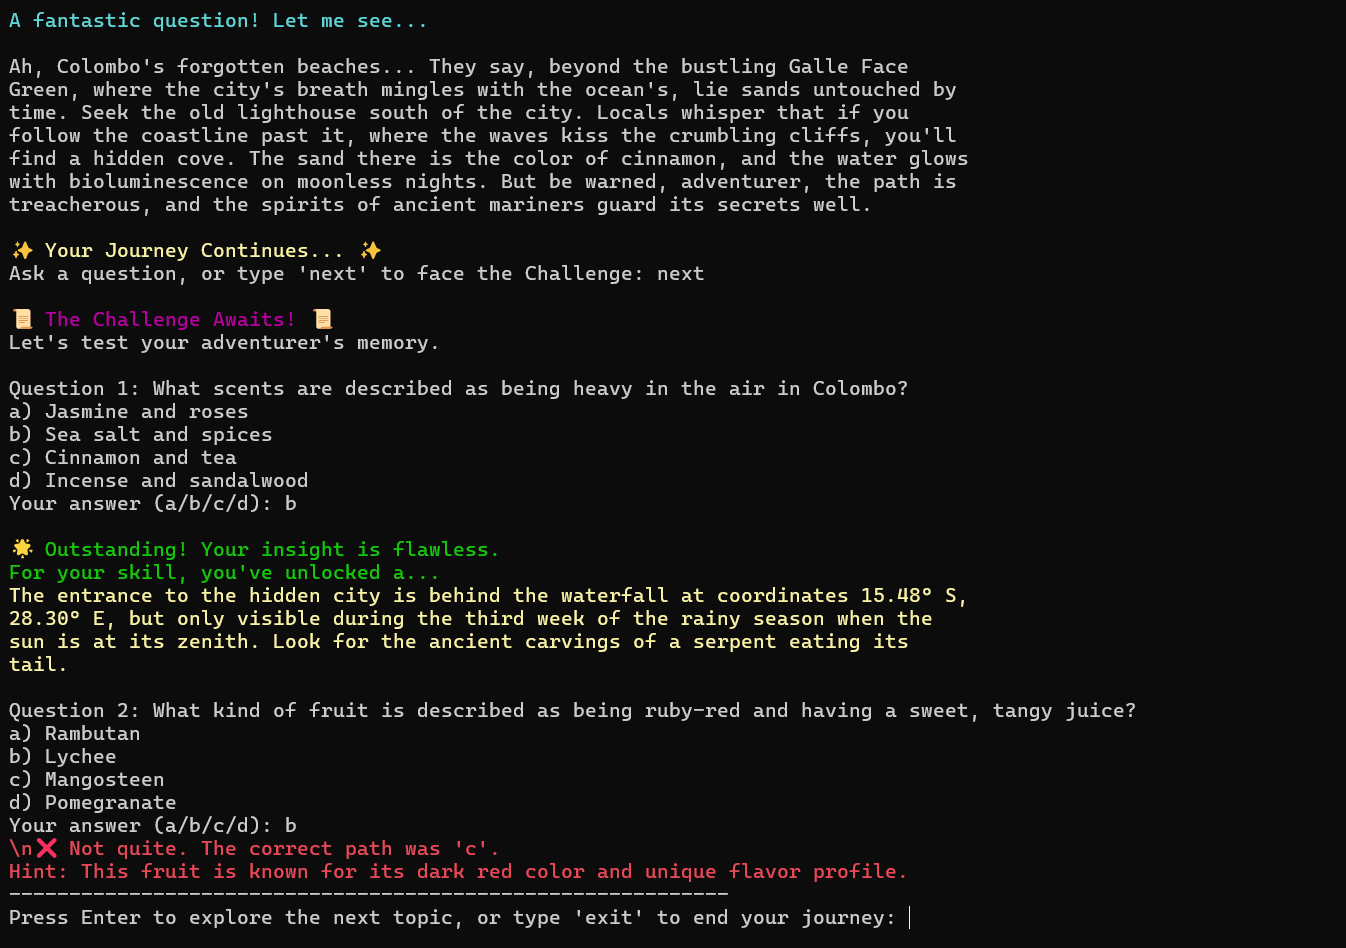 A fantastic question! Let me see...
Ah, Colombo's forgotten beaches... They say, beyond the bustling Galle Face
Green, where the city's breath mingles with the ocean's, lie sands untouched by
time. Seek the old lighthouse south of the city. Locals whisper that if you
follow the coastline past it, where the waves kiss the crumbling cliffs, you'll
find a hidden cove. The sand there is the color of cinnamon, and the water glows
with bioluminescence on moonless nights. But be warned, adventurer, the path is
treacherous, and the spirits of ancient mariners guard its secrets well.
✨ Your Journey Continues... ✨
Ask a question, or type 'next' to face the Challenge: next
📜 The Challenge Awaits! 📜
Let's test your adventurer's memory.
Question 1: What scents are described as being heavy in the air in Colombo?
a) Jasmine and roses
b) Sea salt and spices
c) Cinnamon and tea
d) Incense and sandalwood
Your answer (a/b/c/d): b
🌟 Outstanding! Your insight is flawless.
For your skill, you've unlocked a...
The entrance to the hidden city is behind the waterfall at coordinates 15.48° S,
28.30° E, but only visible during the third week of the rainy season when the
sun is at its zenith. Look for the ancient carvings of a serpent eating its
tail.
Question 2: What kind of fruit is described as being ruby-red and having a sweet, tangy juice?
a) Rambutan
b) Lychee
c) Mangosteen
d) Pomegranate
Your answer (a/b/c/d): b
\n❌ Not quite. The correct path was 'c'.
Hint: This fruit is known for its dark red color and unique flavor profile.
------------------------------------------------------------
Press Enter to explore the next topic, or type 'exit' to end your journey: